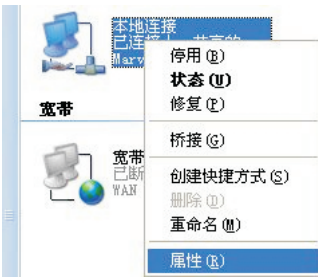 本地连接
已连接上
Marv
停用(B)
状态(U)
修复(P)
桥接(G)
创建快捷方式(S)
删除(D)
重命名(M)
属性(R)
宽带
宽带
已断
WAN